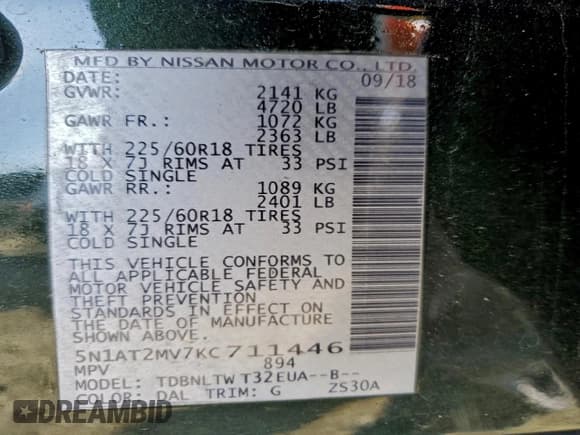 MFD BY NISSAN MOTOR CO., LTD.
DATE: 09/18
GVWR: 2141 KG
4720 LB
GAWR FR.: 1072 KG
2363 LB
WITH 225/60R18 TIRES
18 X 7J RIMS AT 33 PSI
COLD SINGLE
GAWR RR.: 1089 KG
2401 LB
WITH 225/60R18 TIRES
18 X 7J RIMS AT 33 PSI
COLD SINGLE
THIS VEHICLE CONFORMS TO
ALL APPLICABLE FEDERAL
MOTOR VEHICLE SAFETY AND
THEFT PREVENTION
STANDARDS IN EFFECT ON
THE DATE OF MANUFACTURE
SHOWN ABOVE.
5N1AT2MV7KC711446
MPV 894
MODEL: TDBNLTW T32EUA--B--
COLOR: DAL TRIM: G ZS30A
DREAMBID